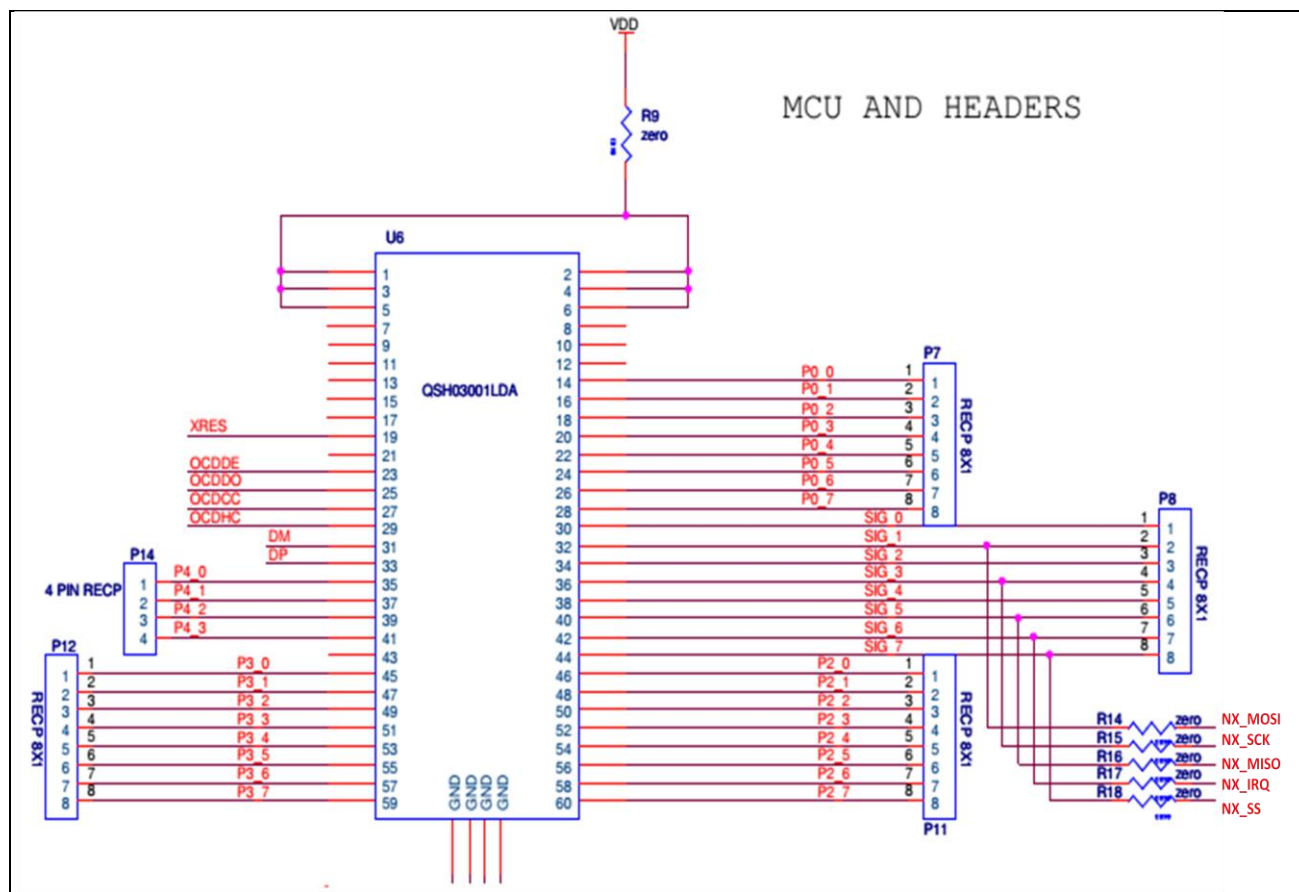 VDD
MCU AND HEADERS
R9
zero
U6
1 2
3 4
5 6
7 8
9 10
11 12
P7
13 14 P0_0 1 1
QSH03001LDA
15 16 P0_1 2 2
17 18 P0_2 3 3
XRES 19 20 P0_3 4 4
RECP 8X1
21 22 P0_4 5 5
OCDDE 23 24 P0_5 6 6
OCDDO 25 26 P0_6 7 7
OCDCC 27 28 P0_7 8 8
P8
OCDHC 29 30 SIG_0 1 1
DM 31 32 SIG_1 2 2
P14
DP 33 34 SIG_2 3 3
4 PIN RECP
1 P4_0 35 36 SIG_3 4 4
2 P4_1 37 38 SIG_4 5 5
RECP 8X1
3 P4_2 39 40 SIG_5 6 6
4 P4_3 41 42 SIG_6 7 7
P12
43 44 SIG_7 8 8
1 1 P3_0 45 46 P2_0 1 1
2 2 P3_1 47 48 P2_1 2 2
3 3 P3_2 49 50 P2_2 3 3
RECP 8X1
4 4 P3_3 51 52 P2_3 4 4
RECP 8X1
5 5 P3_4 53 54 P2_4 5 5
6 6 P3_5 55 56 P2_5 6 6
7 7 P3_6 57 58 P2_6 7 7
8 8 P3_7 59 60 P2_7 8 8
P11
GND GND GND GND
R14 zero NX_MOSI
R15 zero NX_SCK
R16 zero NX_MISO
R17 zero NX_IRQ
R18 zero NX_SS